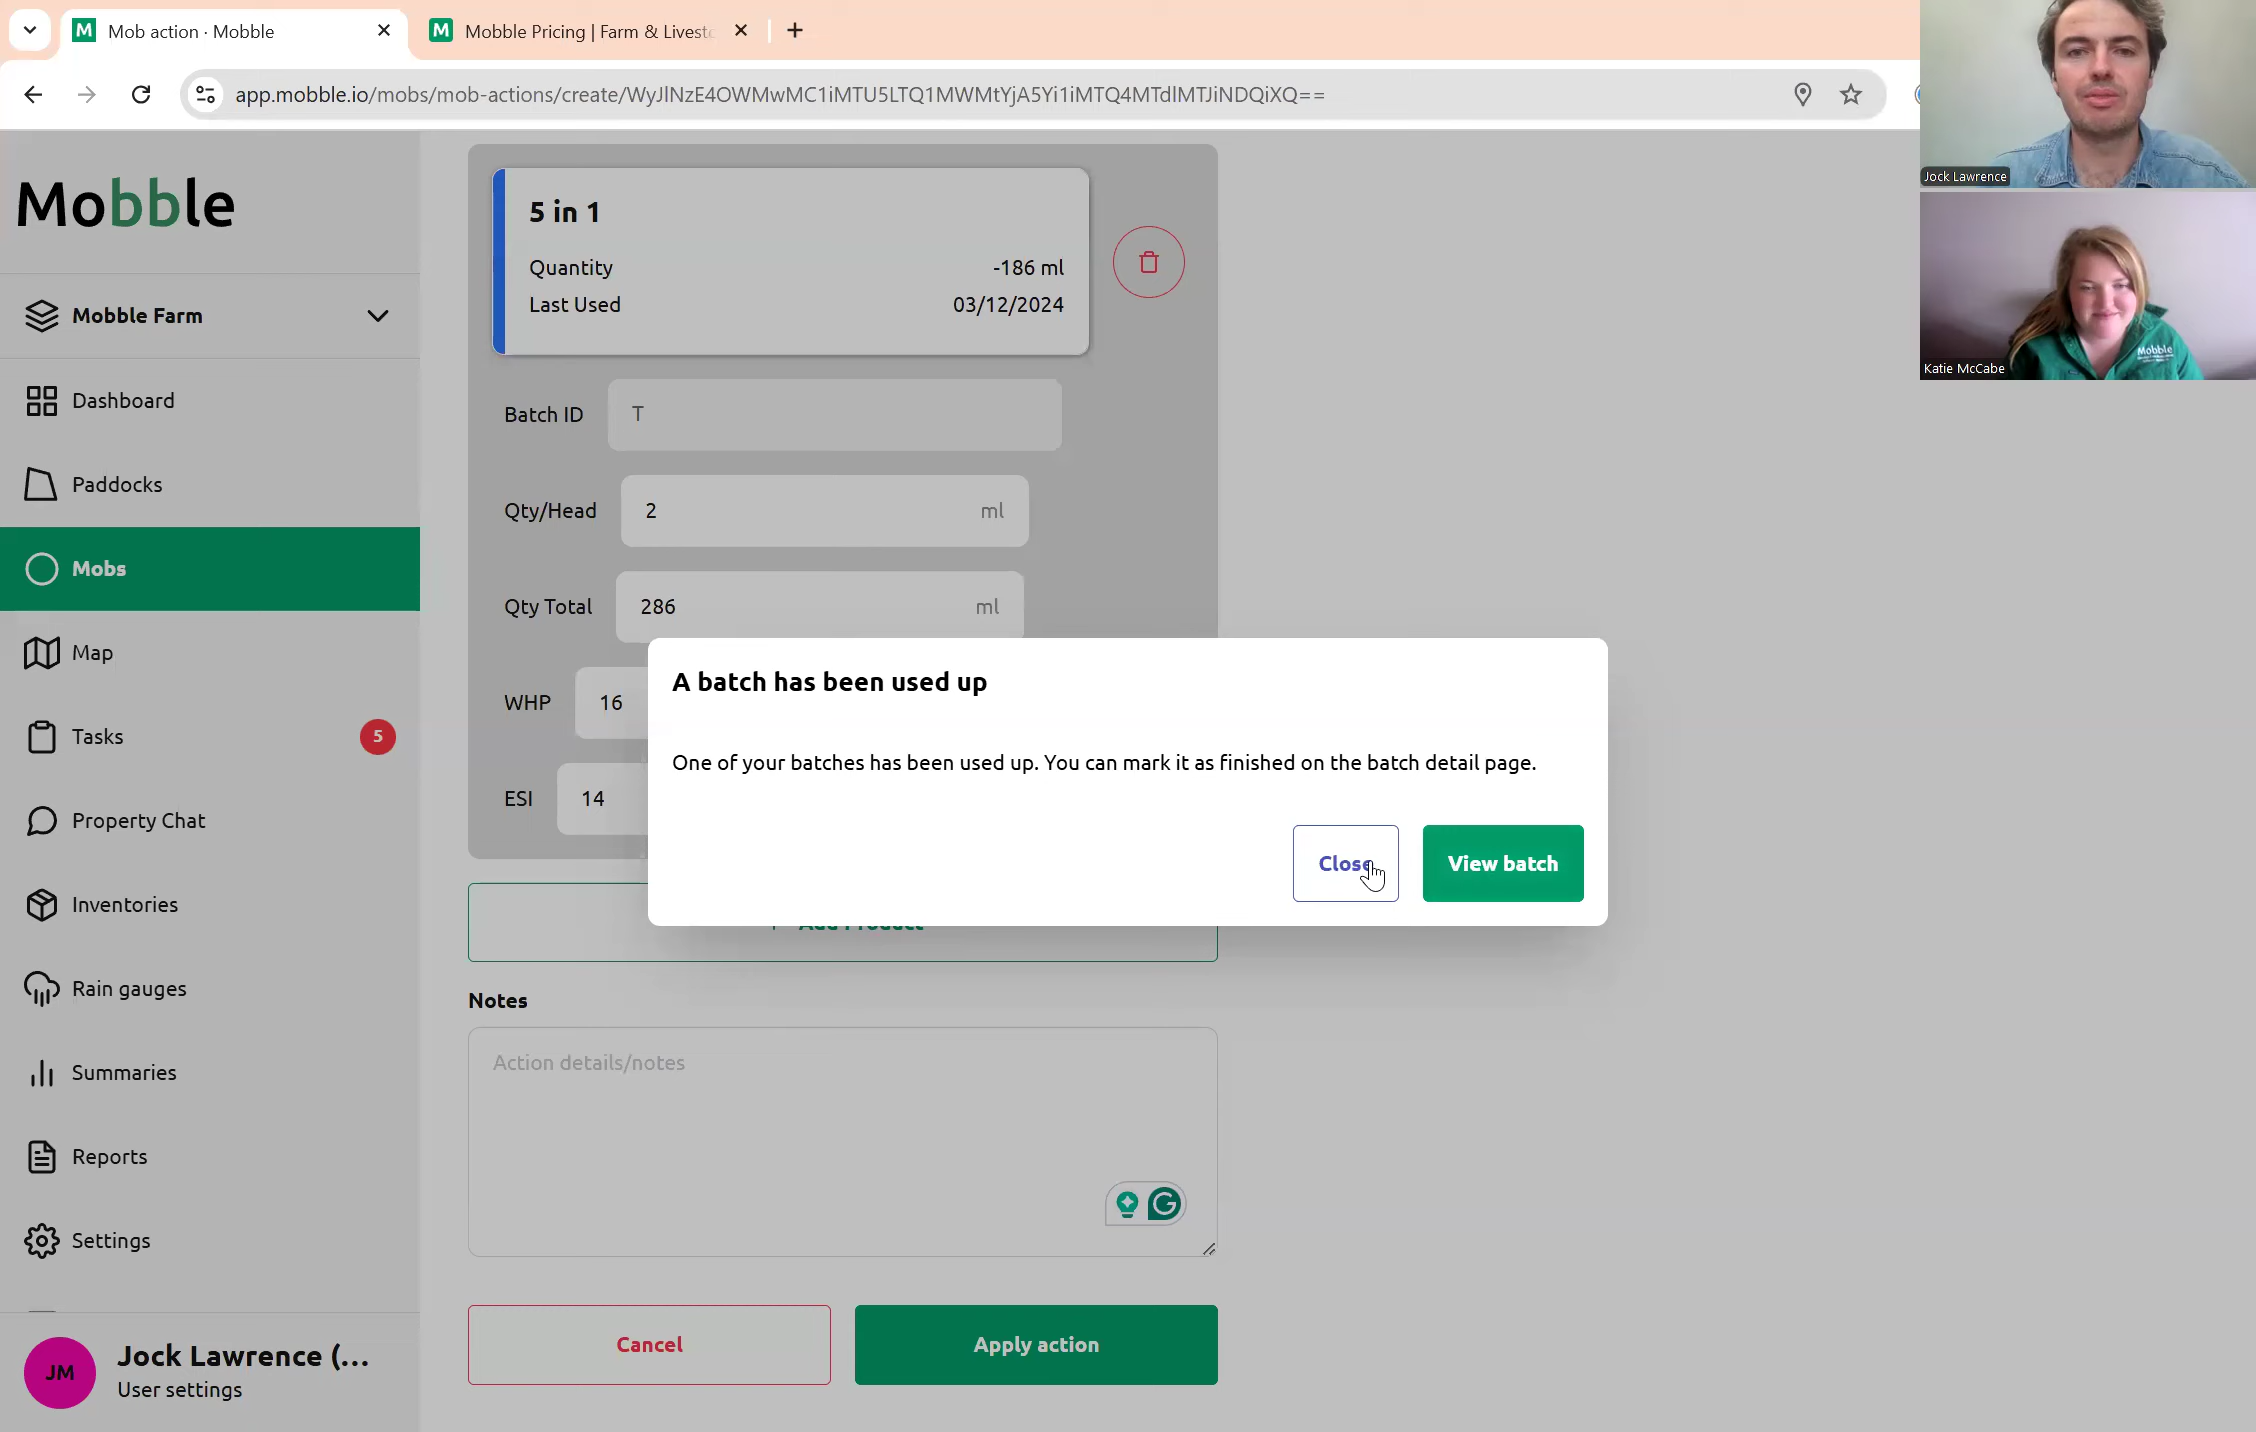 Mob action · Mobble
Mobble Pricing | Farm & Livest
app.mobble.io/mobs/mob-actions/create/WyJlNzE4OWMwMC1iMTU5LTQ1MWMtYjA5Yi1iMTQ4MTdlMTJiNDQiXQ==
Jock Lawrence
Mobble
Katie McCabe
Mobble
Mobble Farm
Dashboard
Paddocks
Mobs
Map
Tasks
5
Property Chat
Inventories
Rain gauges
Summaries
Reports
Settings
JM
Jock Lawrence (...
User settings
5 in 1
Quantity
-186 ml
Last Used
03/12/2024
Batch ID
T
Qty/Head
2
ml
Qty Total
286
ml
WHP
16
ESI
14
A batch has been used up
One of your batches has been used up. You can mark it as finished on the batch detail page.
Close
View batch
Add Product
Notes
Action details/notes
Cancel
Apply action